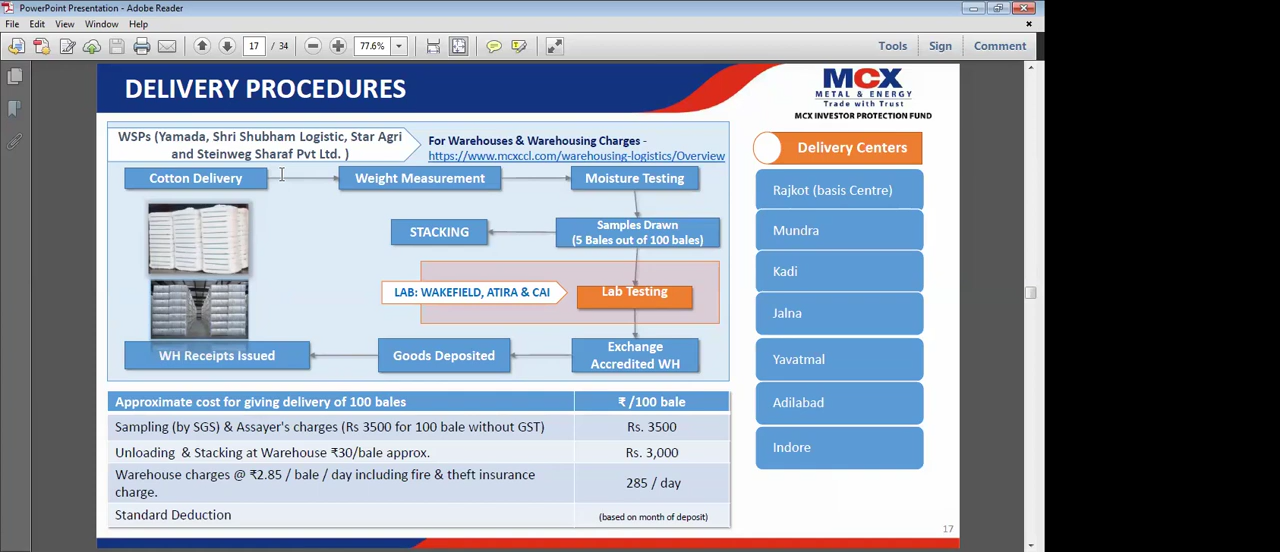 PowerPoint Presentation - Adobe Reader
File Edit View Window Help
17 / 34 77.6% Tools Sign Comment
DELIVERY PROCEDURES
MCX
METAL & ENERGY
Trade with Trust
MCX INVESTOR PROTECTION FUND
WSPs (Yamada, Shri Shubham Logistic, Star Agri
and Steinweg Sharaf Pvt Ltd. )
For Warehouses & Warehousing Charges -
https://www.mcxccl.com/warehousing-logistics/Overview
Cotton Delivery
Weight Measurement
Moisture Testing
STACKING
Samples Drawn
(5 Bales out of 100 bales)
LAB: WAKEFIELD, ATIRA & CAI
Lab Testing
Exchange
Accredited WH
Goods Deposited
WH Receipts Issued
Delivery Centers
Rajkot (basis Centre)
Mundra
Kadi
Jalna
Yavatmal
Adilabad
Indore
Approximate cost for giving delivery of 100 bales ₹ /100 bale
Sampling (by SGS) & Assayer's charges (Rs 3500 for 100 bale without GST) Rs. 3500
Unloading & Stacking at Warehouse ₹30/bale approx. Rs. 3,000
Warehouse charges @ ₹2.85 / bale / day including fire & theft insurance
charge. 285 / day
Standard Deduction (based on month of deposit)
17